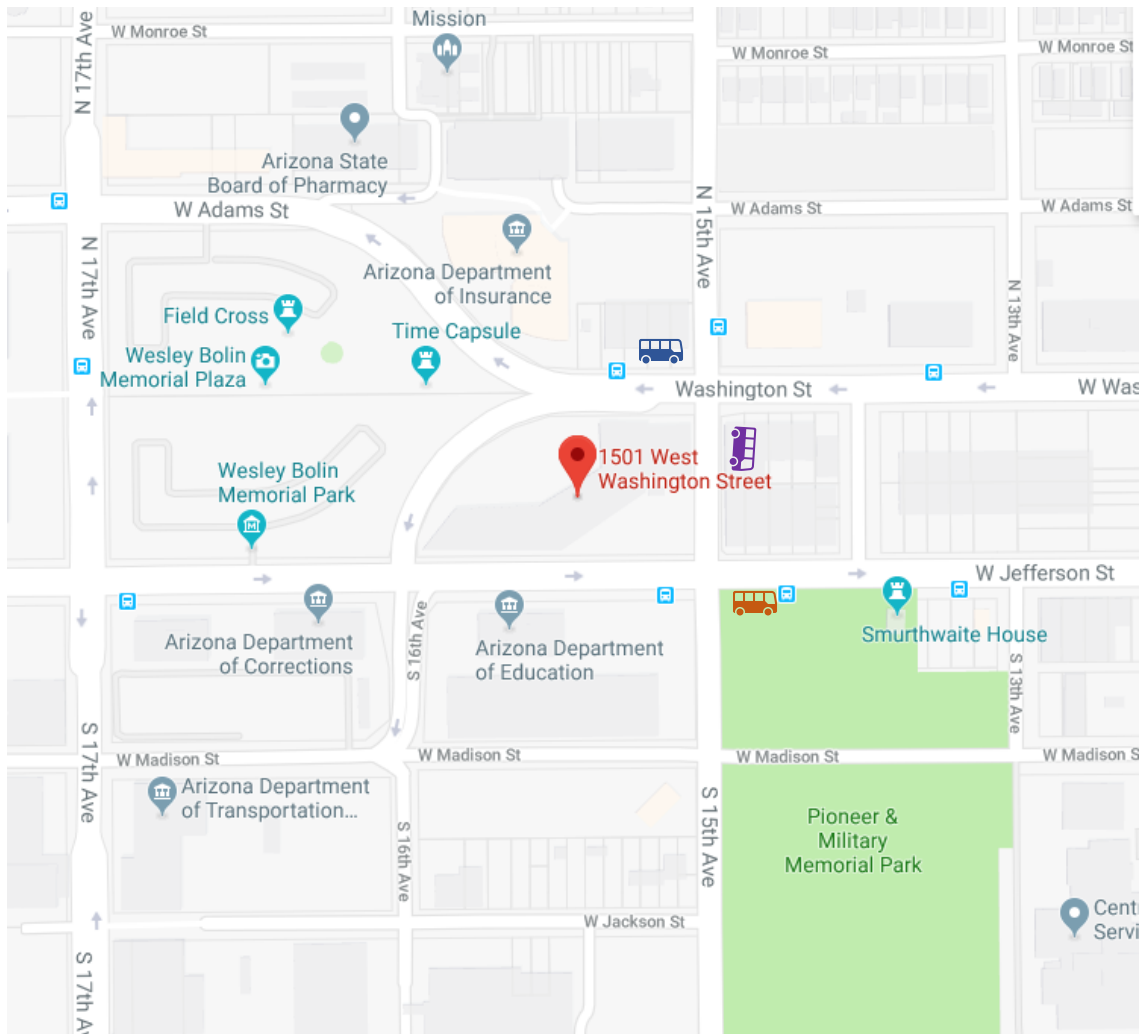 Mission
N 17th Ave
W Monroe St
W Monroe St
W Monroe St
Arizona State
Board of Pharmacy
W Adams St
N 15th Ave
W Adams St
W Adams St
N 17th Ave
Arizona Department
of Insurance
N 13th Ave
Field Cross
Time Capsule
Wesley Bolin
Memorial Plaza
Washington St
W Was
1501 West
Washington Street
Wesley Bolin
Memorial Park
M
W Jefferson St
Arizona Department
of Corrections
S 16th Ave
Arizona Department
of Education
Smurthwaite House
S 13th Ave
S 17th Ave
W Madison St
W Madison St
W Madison St
W Madison S
Arizona Department
of Transportation...
S 16th Ave
S 15th Ave
Pioneer &
Military
Memorial Park
W Jackson St
Centr
Servi
S 17th Av